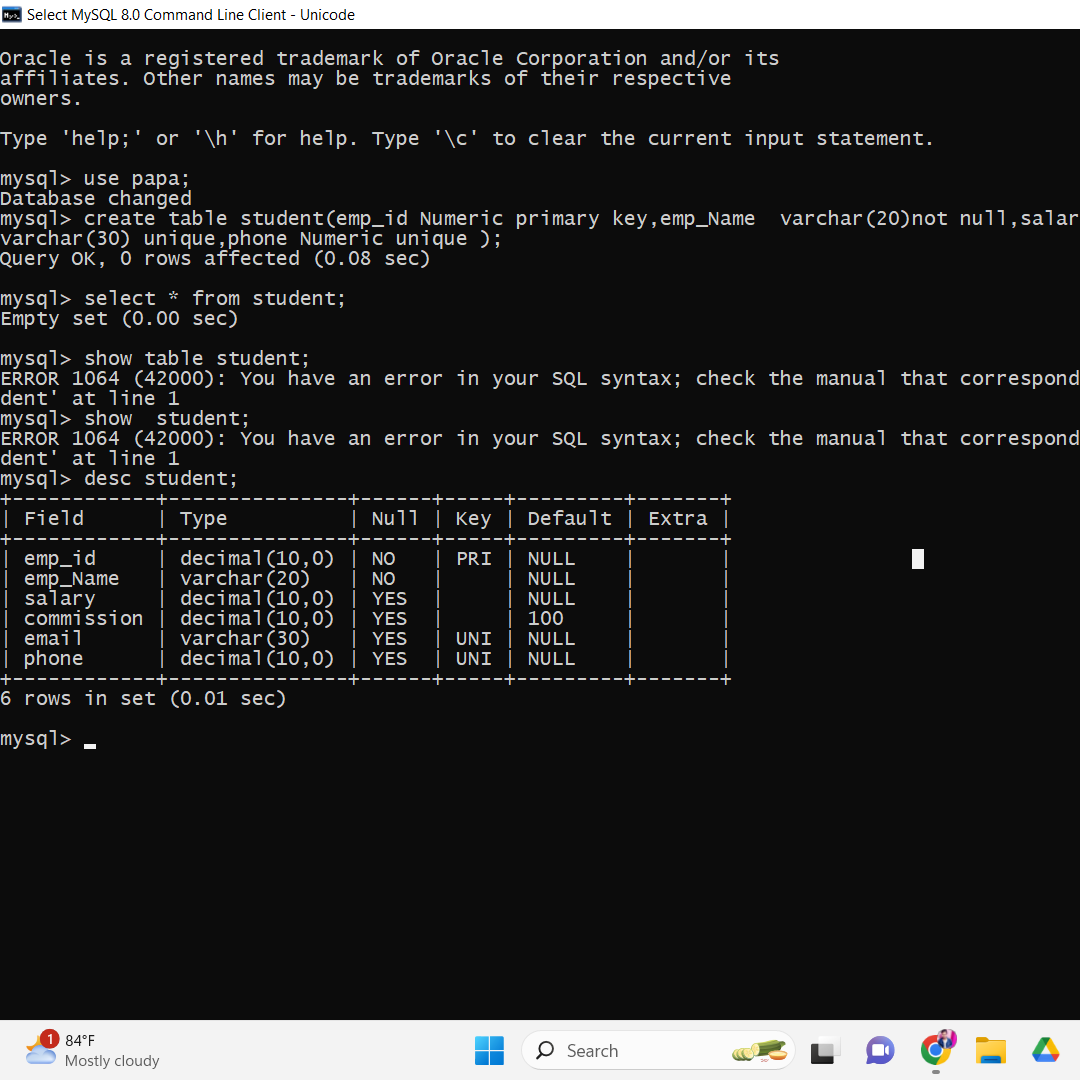 Select MySQL 8.0 Command Line Client - Unicode
Oracle is a registered trademark of Oracle Corporation and/or its
affiliates. Other names may be trademarks of their respective
owners.
Type 'help;' or '\h' for help. Type '\c' to clear the current input statement.
mysql> use papa;
Database changed
mysql> create table student(emp_id Numeric primary key,emp_Name  varchar(20)not null,salar
varchar(30) unique,phone Numeric unique );
Query OK, 0 rows affected (0.08 sec)
mysql> select * from student;
Empty set (0.00 sec)
mysql> show table student;
ERROR 1064 (42000): You have an error in your SQL syntax; check the manual that correspond
dent' at line 1
mysql> show  student;
ERROR 1064 (42000): You have an error in your SQL syntax; check the manual that correspond
dent' at line 1
mysql> desc student;
+------------+---------------+------+-----+---------+-------+
| Field      | Type          | Null | Key | Default | Extra |
+------------+---------------+------+-----+---------+-------+
| emp_id     | decimal(10,0) | NO   | PRI | NULL    |       |
| emp_Name   | varchar(20)   | NO   |     | NULL    |       |
| salary     | decimal(10,0) | YES  |     | NULL    |       |
| commission | decimal(10,0) | YES  |     | 100     |       |
| email      | varchar(30)   | YES  | UNI | NULL    |       |
| phone      | decimal(10,0) | YES  | UNI | NULL    |       |
+------------+---------------+------+-----+---------+-------+
6 rows in set (0.01 sec)
mysql>
1
84°F
Mostly cloudy
Search